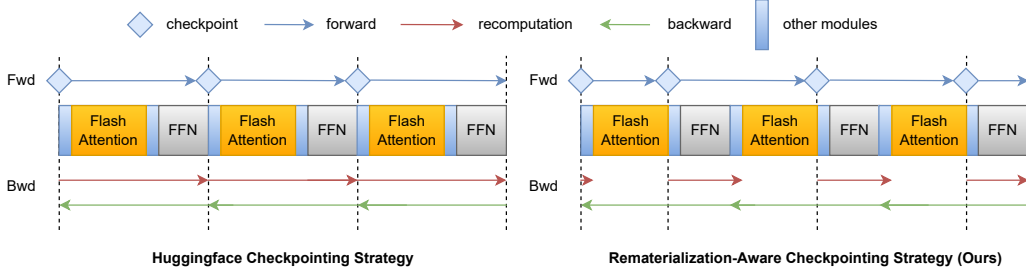 checkpoint forward recomputation backward other modules
Fwd Fwd
Flash Attention FFN Flash Attention FFN Flash Attention FFN Flash Attention FFN Flash Attention FFN Flash Attention FFN
Bwd Bwd
Huggingface Checkpointing Strategy Rematerialization-Aware Checkpointing Strategy (Ours)